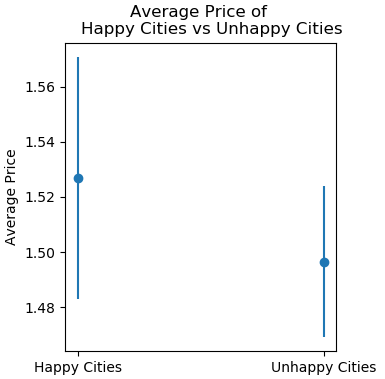 Average Price of
Happy Cities vs Unhappy Cities
Average Price
1.56
1.54
1.52
1.50
1.48
Happy Cities
Unhappy Cities